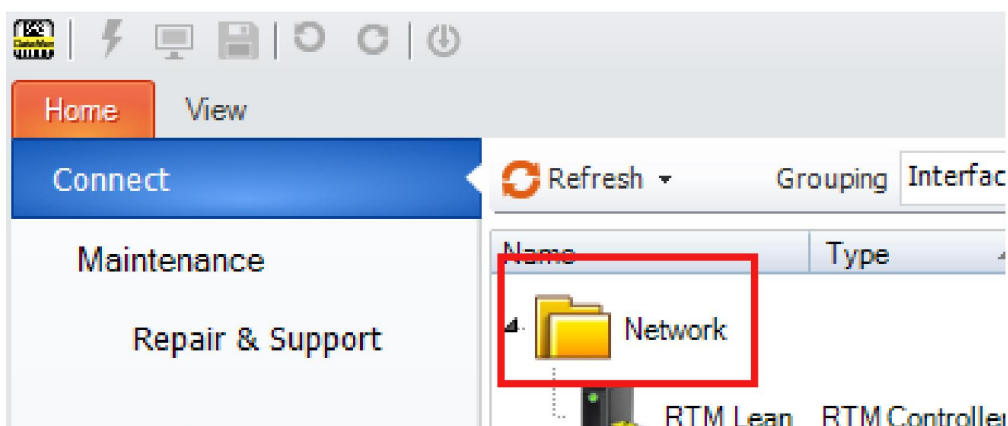 Home View
Connect
Refresh Grouping Interfac
Maintenance
Name Type
Repair & Support
Network
RTM Lean RTM Controller